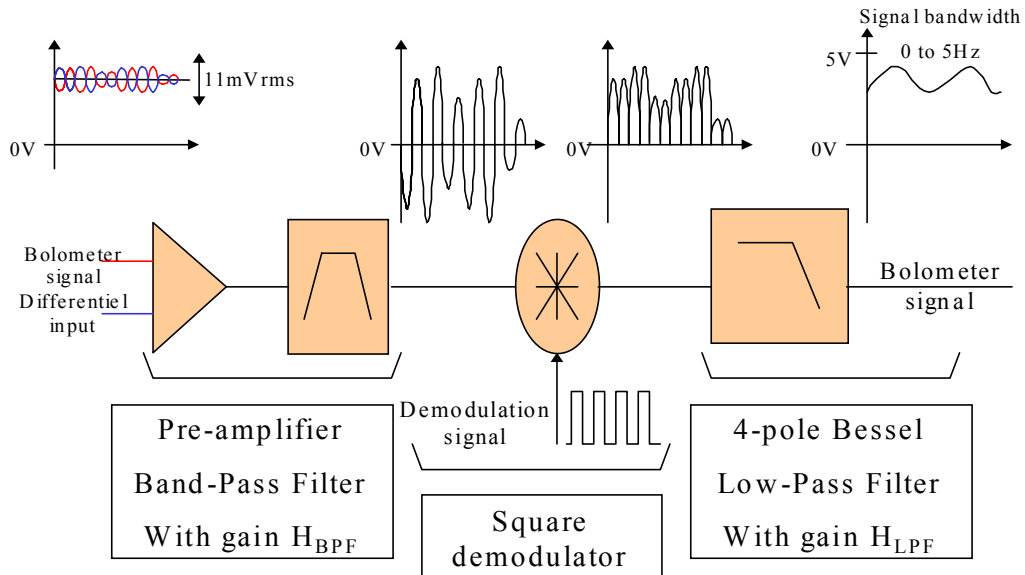 Signal bandwidth
5V
0 to 5Hz
11mVrms
0V
0V
0V
0V
Bolometer
signal
Differentiel
input
Bolometer
signal
Demodulation
signal
Pre-amplifier
Band-Pass Filter
With gain HBPF
Square
demodulator
4-pole Bessel
Low-Pass Filter
With gain HLPF